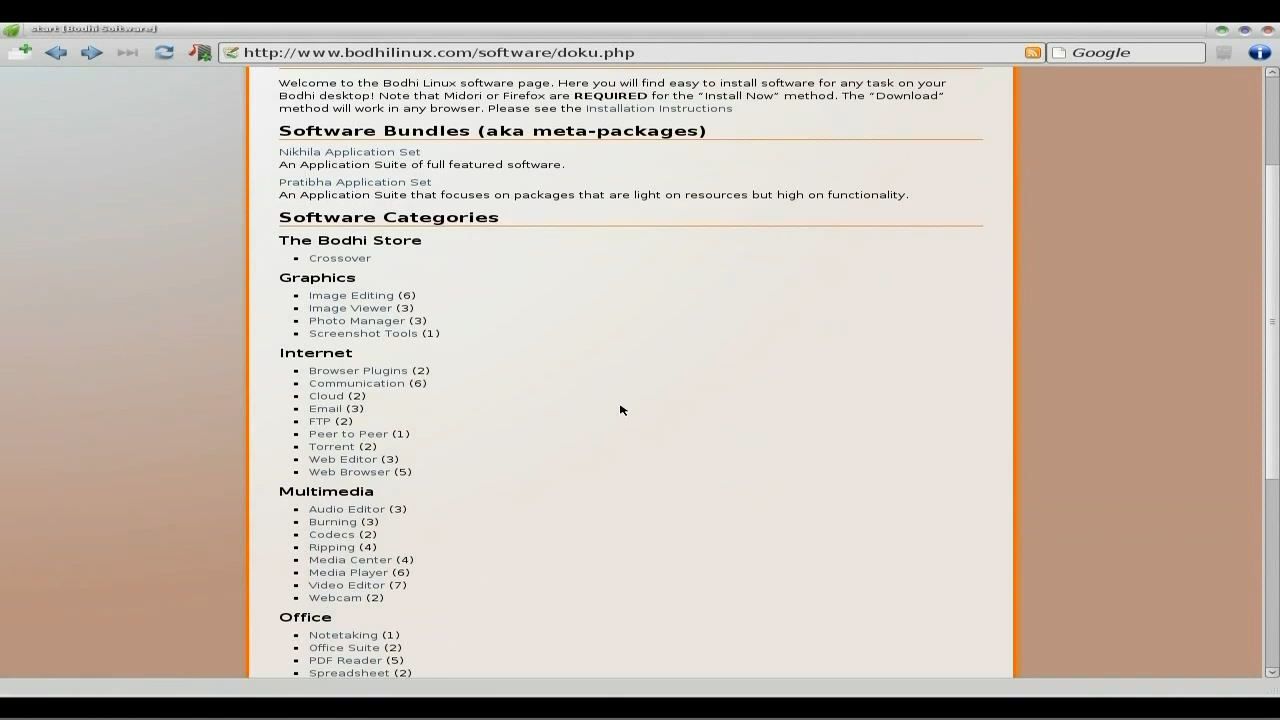 start [Bodhi Software]
http://www.bodhilinux.com/software/doku.php
Google
Welcome to the Bodhi Linux software page. Here you will find easy to install software for any task on your
Bodhi desktop! Note that Midori or Firefox are REQUIRED for the “Install Now” method. The “Download”
method will work in any browser. Please see the Installation Instructions
Software Bundles (aka meta-packages)
Nikhila Application Set
An Application Suite of full featured software.
Pratibha Application Set
An Application Suite that focuses on packages that are light on resources but high on functionality.
Software Categories
The Bodhi Store
Crossover
Graphics
Image Editing (6)
Image Viewer (3)
Photo Manager (3)
Screenshot Tools (1)
Internet
Browser Plugins (2)
Communication (6)
Cloud (2)
Email (3)
FTP (2)
Peer to Peer (1)
Torrent (2)
Web Editor (3)
Web Browser (5)
Multimedia
Audio Editor (3)
Burning (3)
Codecs (2)
Ripping (4)
Media Center (4)
Media Player (6)
Video Editor (7)
Webcam (2)
Office
Notetaking (1)
Office Suite (2)
PDF Reader (5)
Spreadsheet (2)